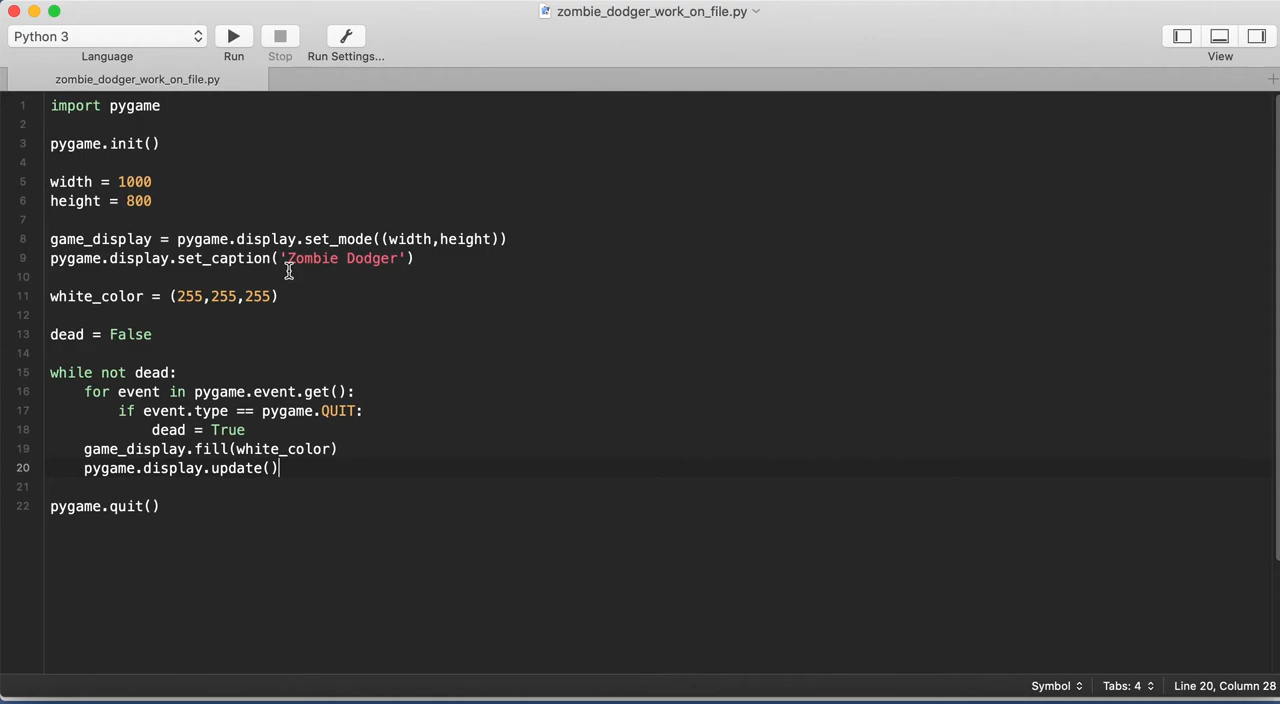 zombie_dodger_work_on_file.py
Python 3
Language
Run
Stop
Run Settings...
View
zombie_dodger_work_on_file.py
1 import pygame
2
3 pygame.init()
4
5 width = 1000
6 height = 800
7
8 game_display = pygame.display.set_mode((width,height))
9 pygame.display.set_caption('Zombie Dodger')
10
11 white_color = (255,255,255)
12
13 dead = False
14
15 while not dead:
16     for event in pygame.event.get():
17         if event.type == pygame.QUIT:
18             dead = True
19     game_display.fill(white_color)
20     pygame.display.update()
21
22 pygame.quit()
Symbol
Tabs: 4
Line 20, Column 28